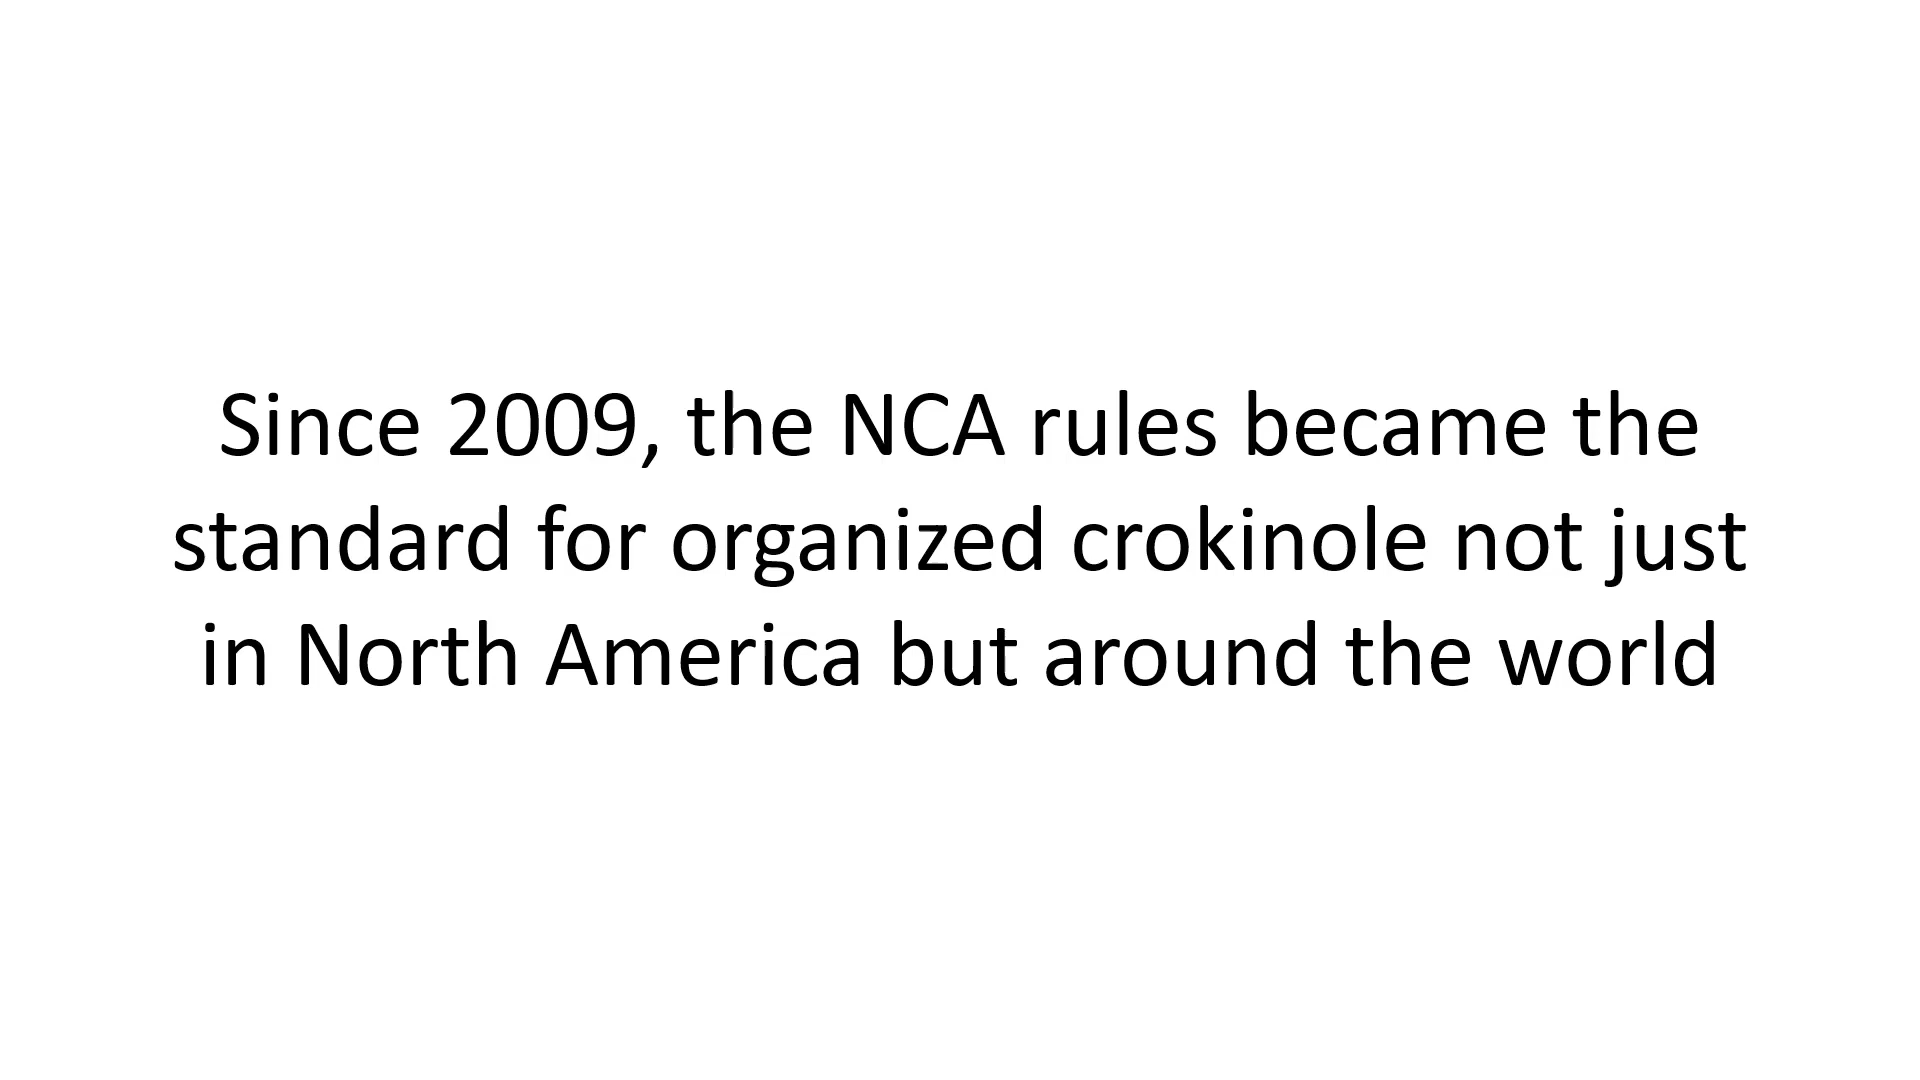 Since 2009, the NCA rules became the
standard for organized crokinole not just
in North America but around the world